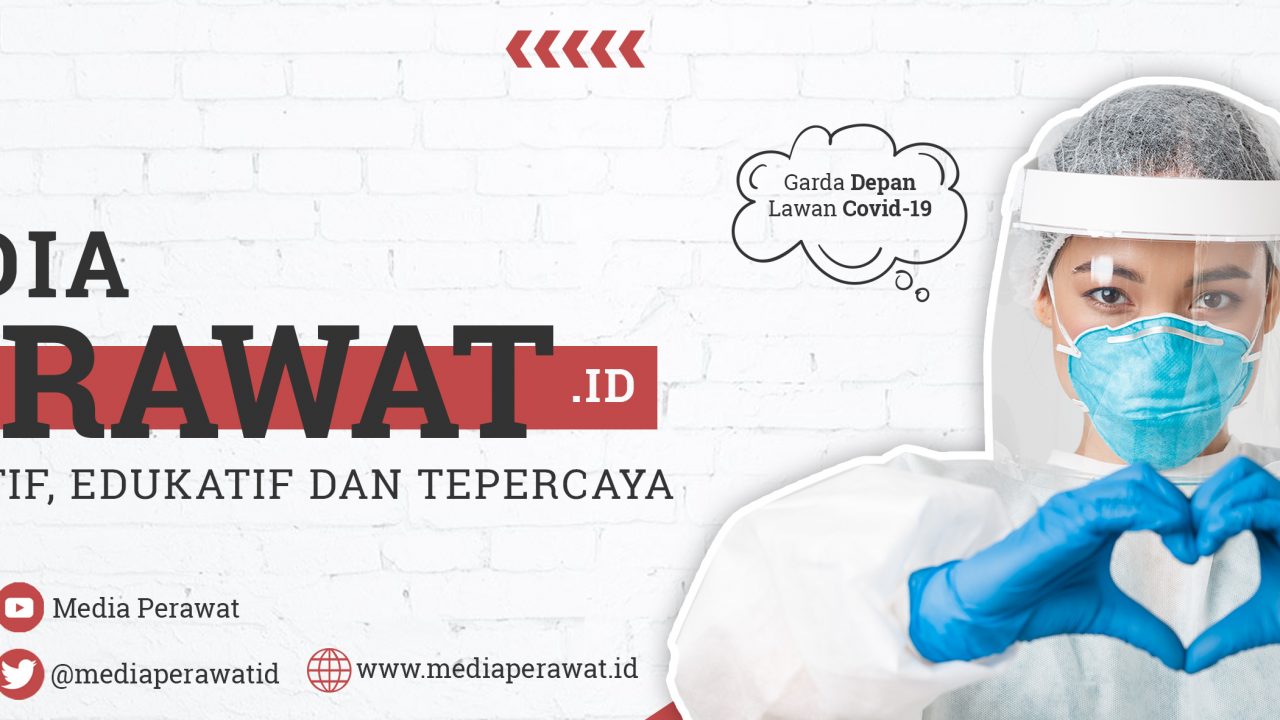 Garda Depan
Lawan Covid-19
DIA
RAWAT
.ID
TIF, EDUKATIF DAN TEPERCAYA
Media Perawat
@mediaperawatid
www.mediaperawat.id